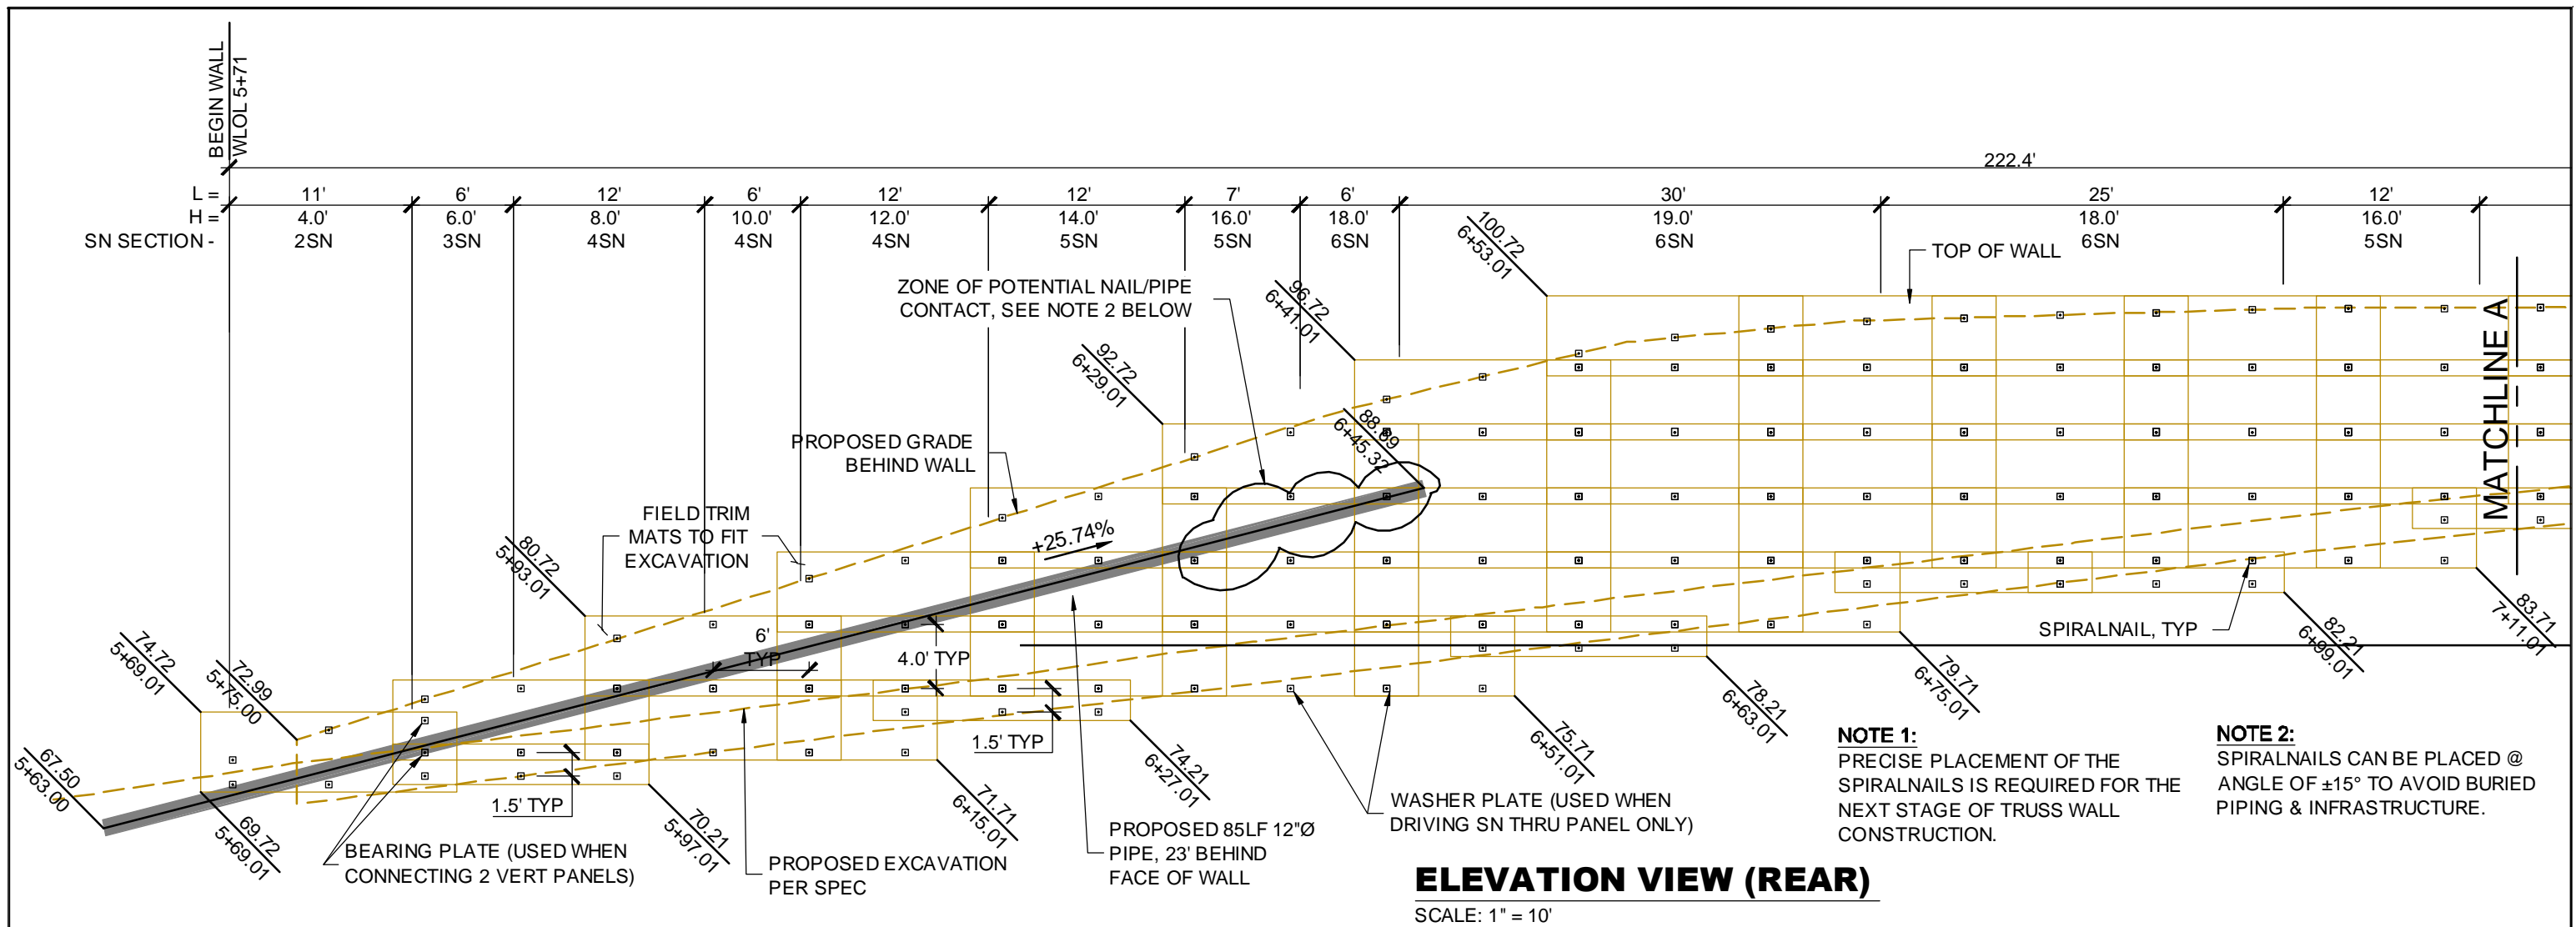 BEGIN WALL
WLOL 5+71
222.4'
L =
11'
6'
12'
6'
12'
12'
7'
6'
30'
25'
12'
H =
4.0'
6.0'
8.0'
10.0'
12.0'
14.0'
16.0'
18.0'
19.0'
18.0'
16.0'
SN SECTION -
2SN
3SN
4SN
4SN
4SN
5SN
5SN
6SN
6SN
6SN
5SN
100.72
6+53.01
TOP OF WALL
ZONE OF POTENTIAL NAIL/PIPE
CONTACT, SEE NOTE 2 BELOW
96.72
6+41.01
92.72
6+29.01
88.89
6+45.32
MATCHLINE A
PROPOSED GRADE
BEHIND WALL
FIELD TRIM
MATS TO FIT
EXCAVATION
+25.74%
80.72
5+93.01
74.72
5+69.01
72.99
5+75.00
67.50
5+63.00
6'
TYP
4.0' TYP
1.5' TYP
1.5' TYP
69.72
5+69.01
70.21
5+97.01
71.71
6+15.01
74.21
6+27.01
75.71
6+51.01
78.21
6+63.01
79.71
6+75.01
82.21
6+99.01
83.71
7+11.01
SPIRALNAIL, TYP
BEARING PLATE (USED WHEN
CONNECTING 2 VERT PANELS)
PROPOSED EXCAVATION
PER SPEC
PROPOSED 85LF 12"Ø
PIPE, 23' BEHIND
FACE OF WALL
WASHER PLATE (USED WHEN
DRIVING SN THRU PANEL ONLY)
NOTE 1:
PRECISE PLACEMENT OF THE
SPIRALNAILS IS REQUIRED FOR THE
NEXT STAGE OF TRUSS WALL
CONSTRUCTION.
NOTE 2:
SPIRALNAILS CAN BE PLACED @
ANGLE OF ±15° TO AVOID BURIED
PIPING & INFRASTRUCTURE.
ELEVATION VIEW (REAR)
SCALE: 1" = 10'